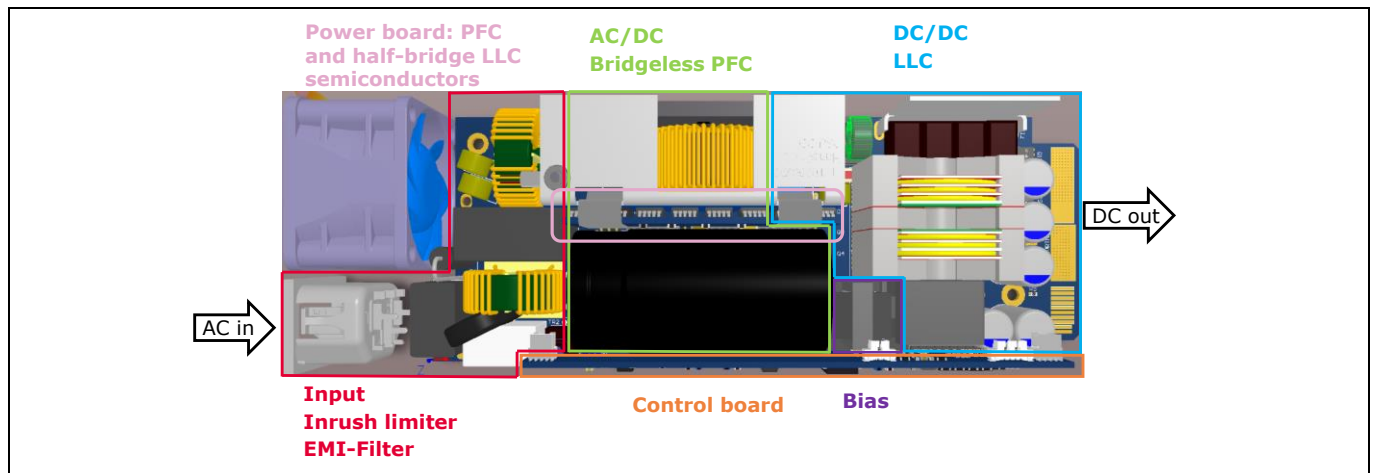 Power board: PFC
and half-bridge LLC
semiconductors
AC/DC
Bridgeless PFC
DC/DC
LLC
DC out
AC in
Input
Inrush limiter
EMI-Filter
Control board
Bias